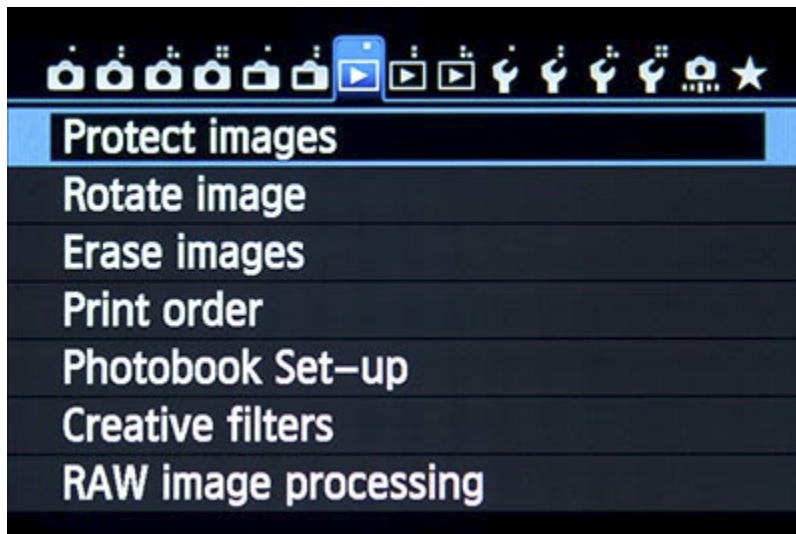 Protect images
Rotate image
Erase images
Print order
Photobook Set-up
Creative filters
RAW image processing